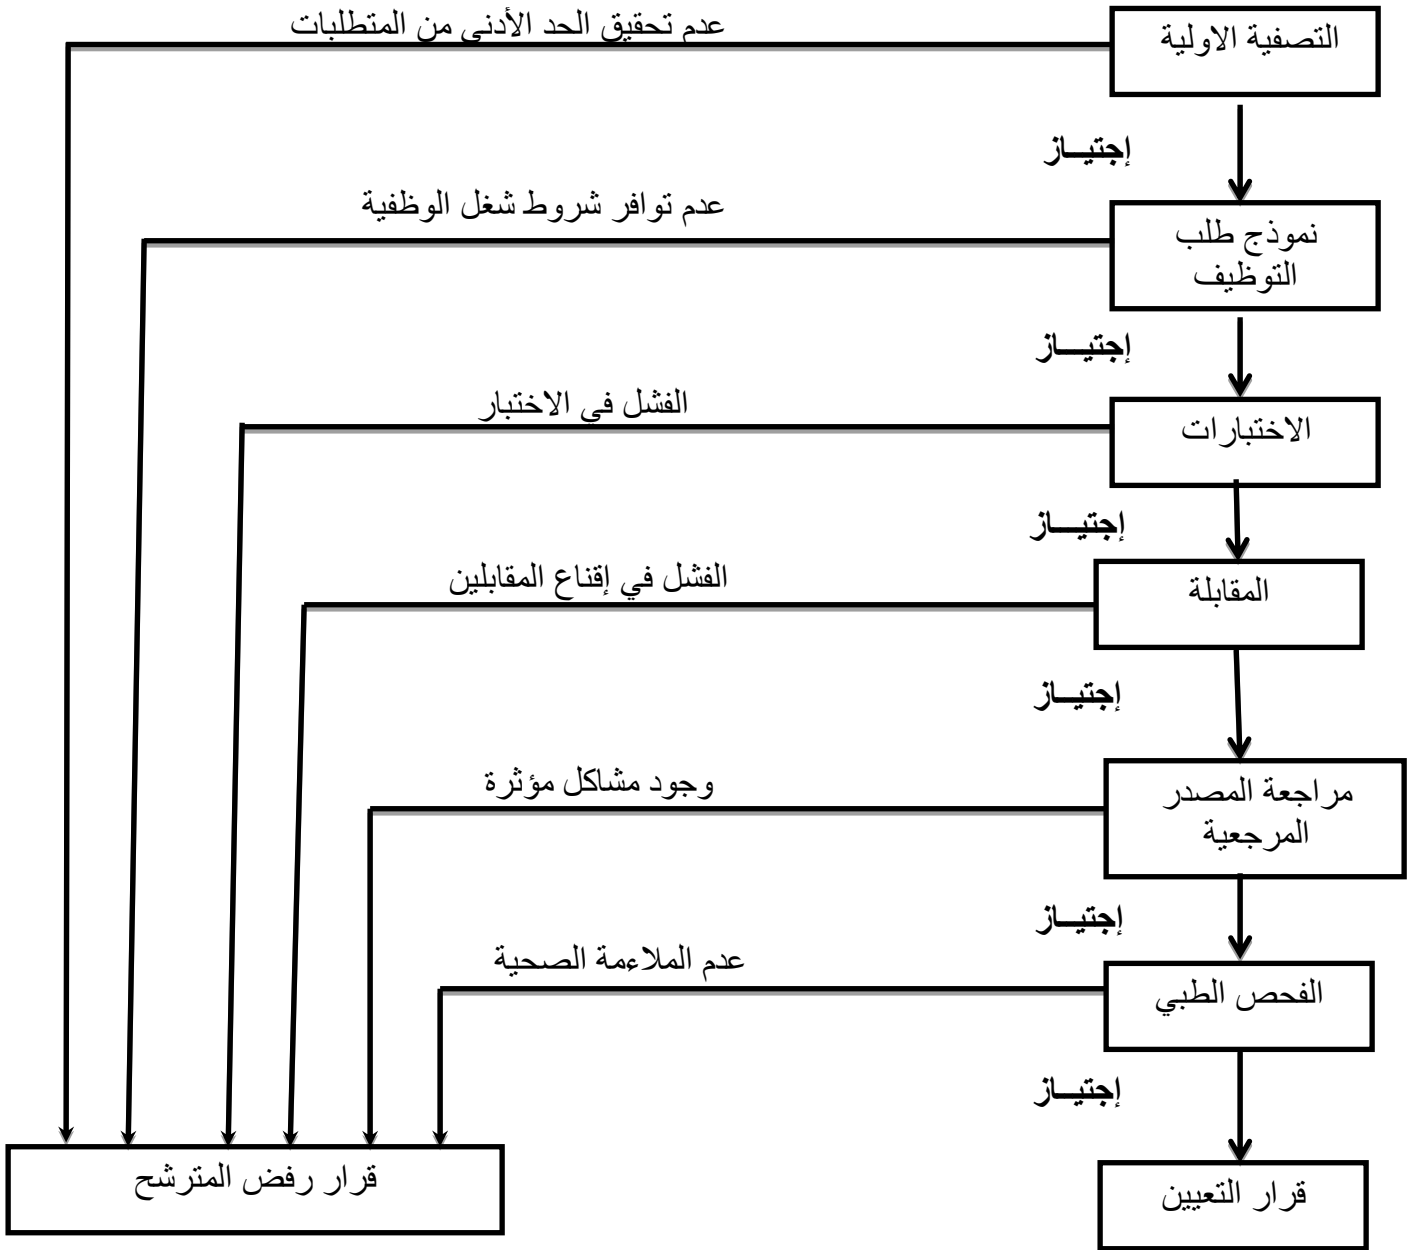 التصفية الاولية
عدم تحقيق الحد الأدنى من المتطلبات
إجتيــاز
نموذج طلب
التوظيف
عدم توافر شروط شغل الوظفية
إجتيــاز
الاختبارات
الفشل في الاختبار
إجتيــاز
المقابلة
الفشل في إقناع المقابلين
إجتيــاز
مراجعة المصدر
المرجعية
وجود مشاكل مؤثرة
إجتيــاز
الفحص الطبي
عدم الملاءمة الصحية
إجتيــاز
قرار التعيين
قرار رفض المترشح